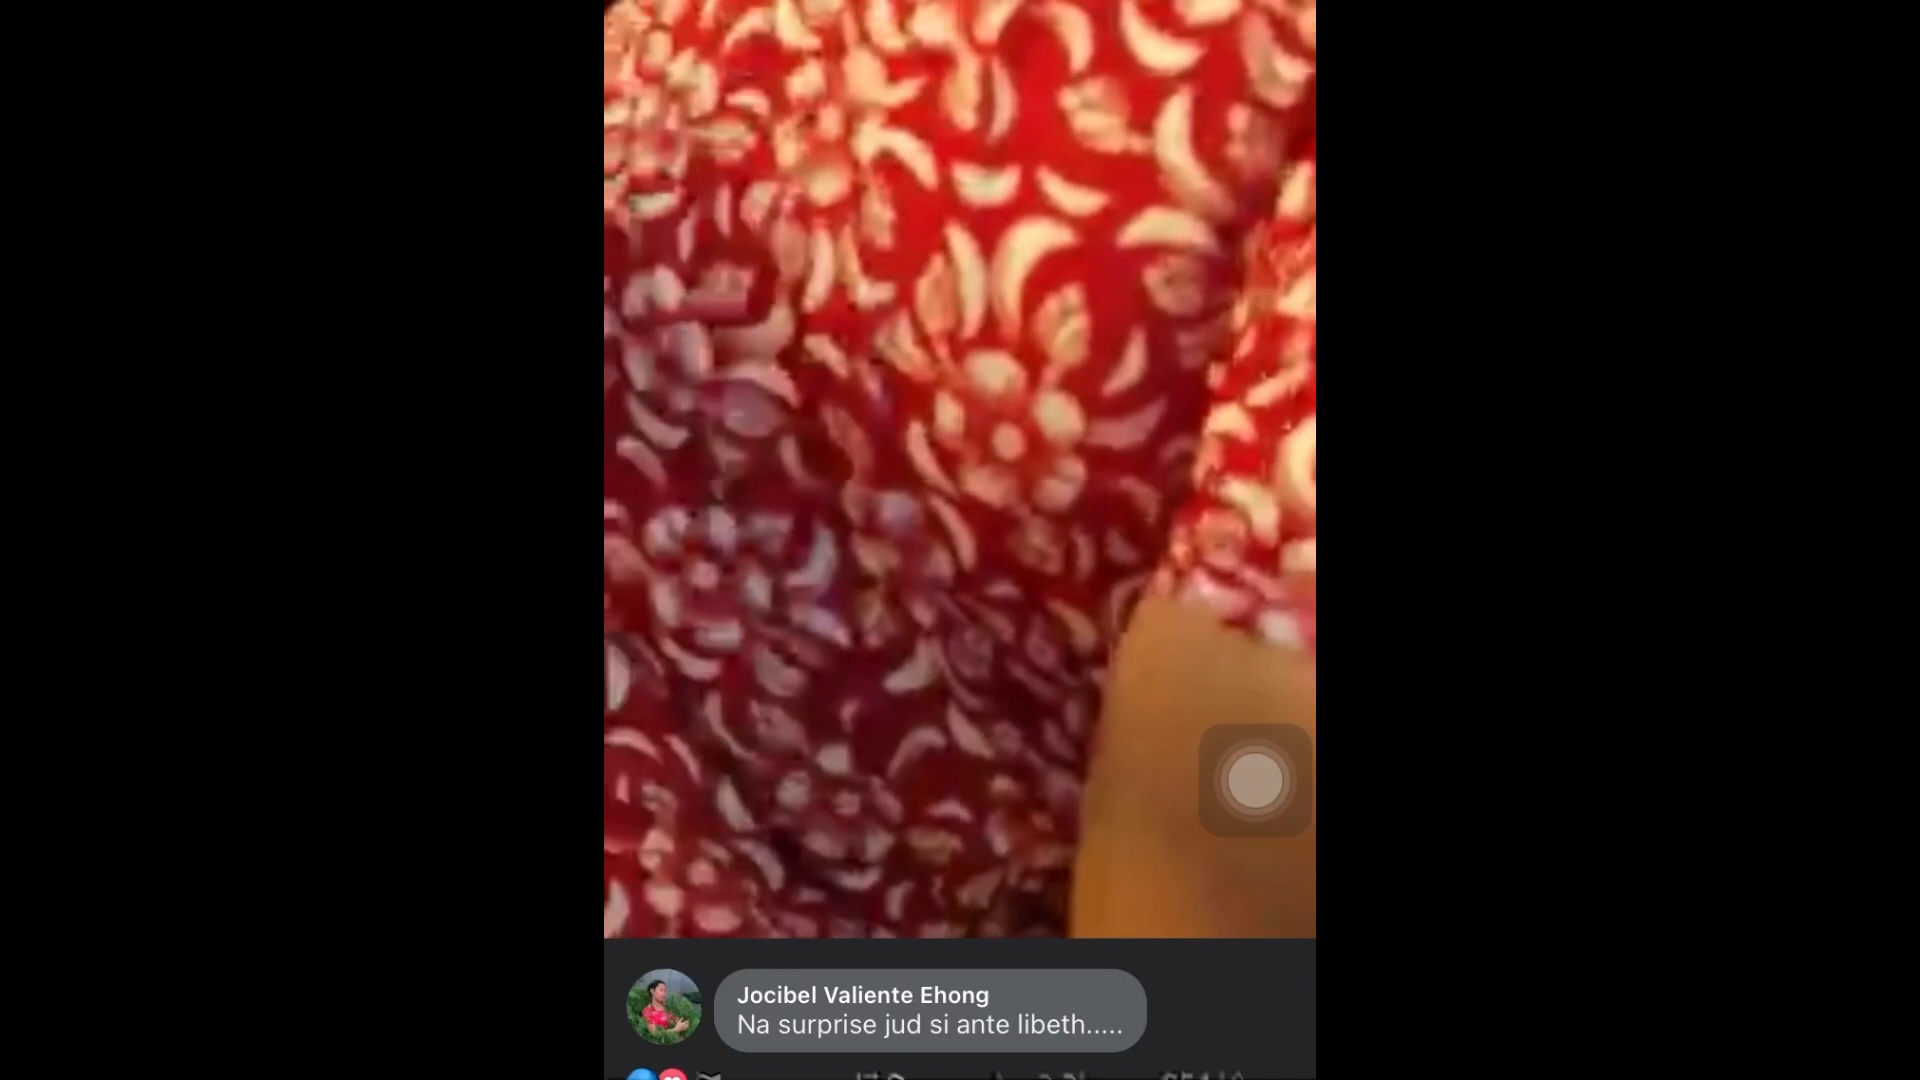 Jocibel Valiente Ehong
Na surprise jud si ante libeth.....